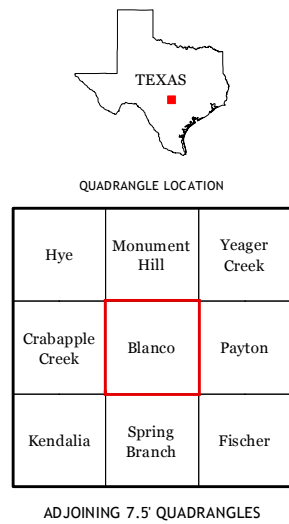 TEXAS
QUADRANGLE LOCATION
Hye
Monument
Hill
Yeager
Creek
Crabapple
Creek
Blanco
Payton
Kendalia
Spring
Branch
Fischer
ADJOINING 7.5' QUADRANGLES